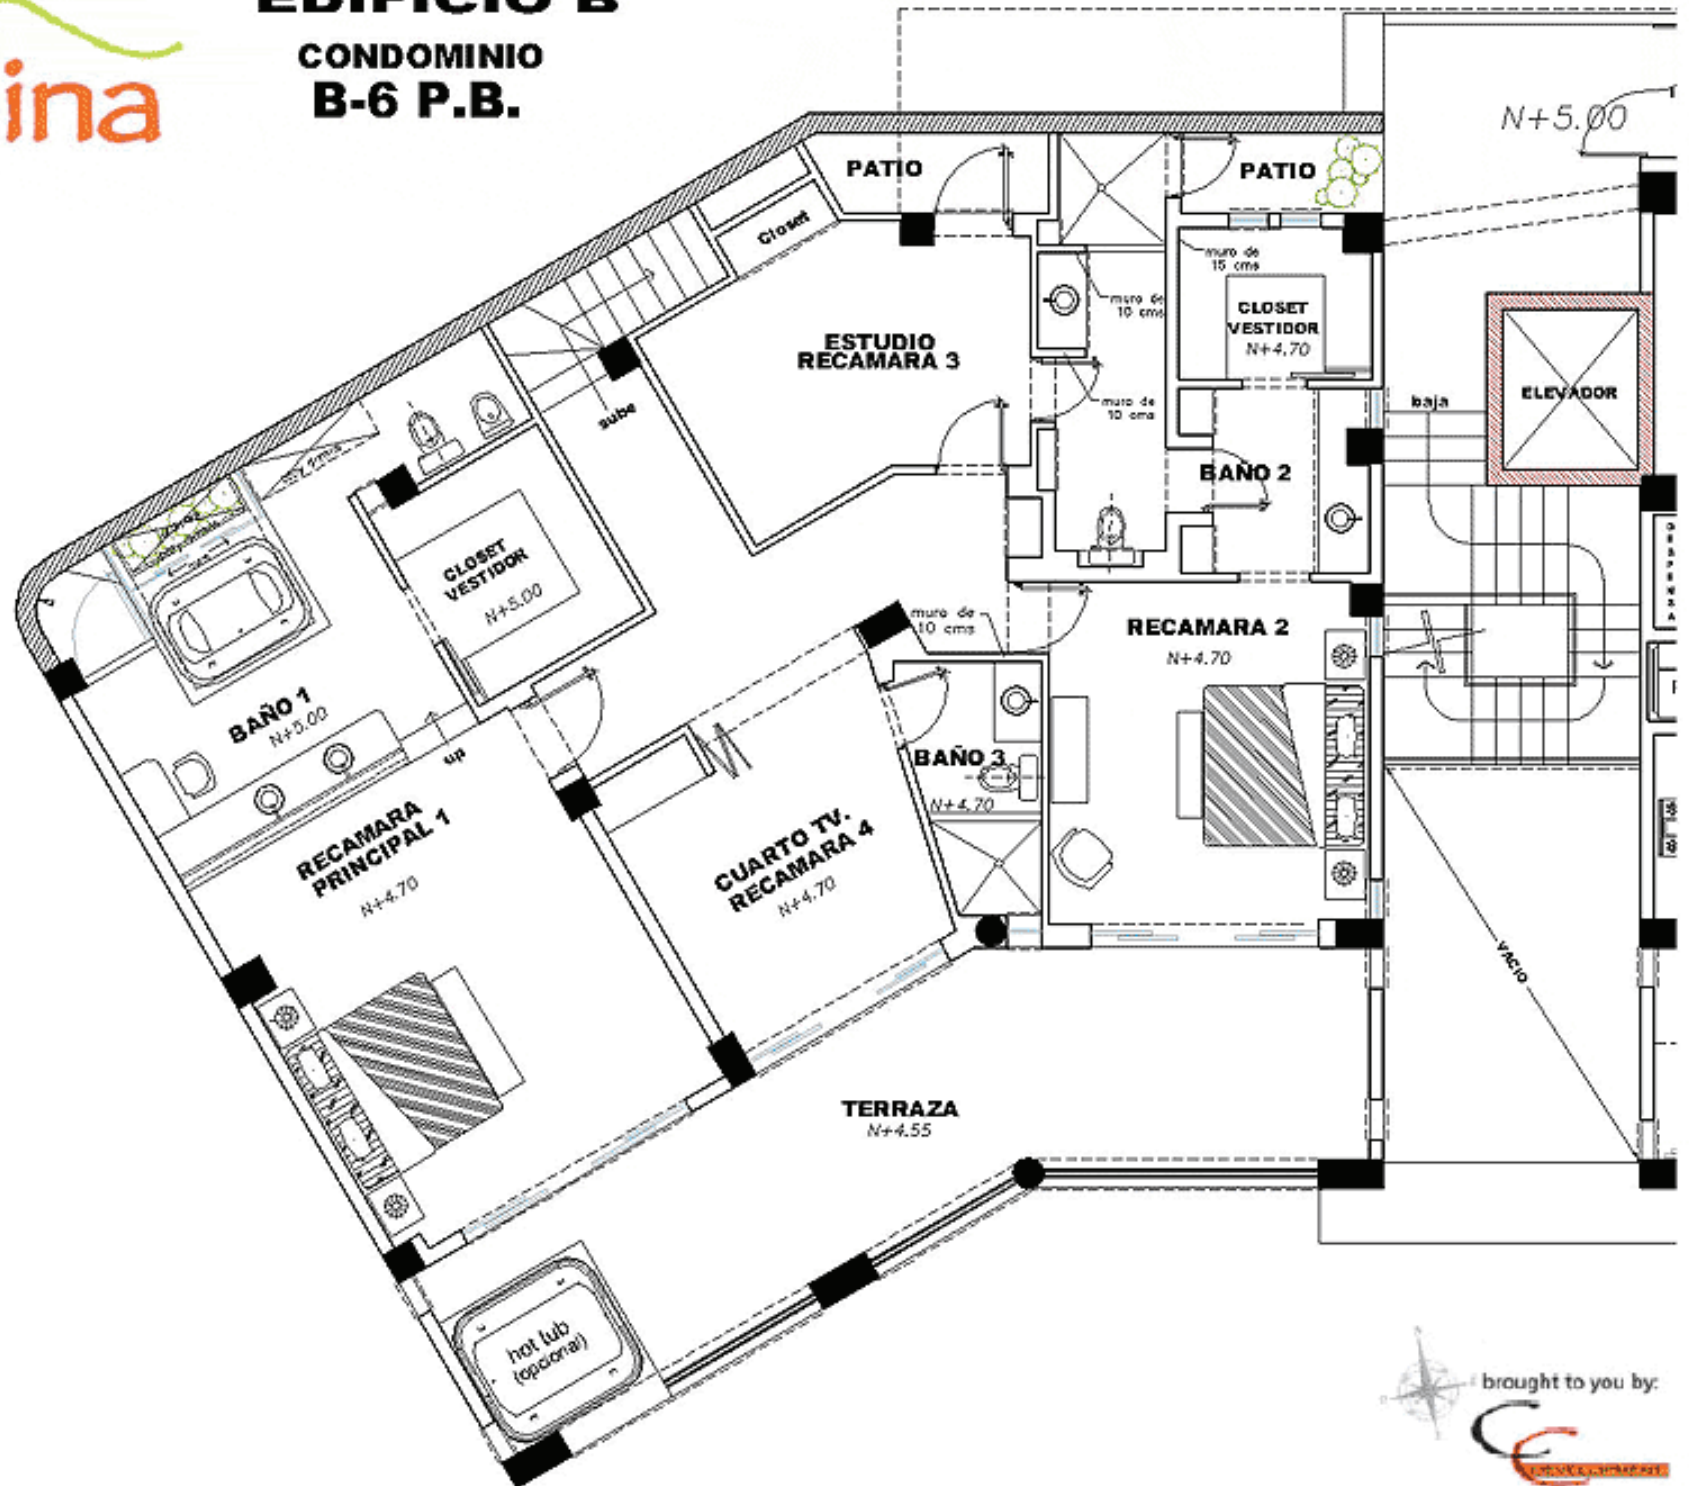 EDIFICIO B
CONDOMINIO
B-6 P.B.
ina
N+5.00
PATIO
PATIO
Closet
muro de
15 cms
muro de
10 cms
CLOSET
VESTIDOR
N+4.70
ESTUDIO
RECAMARA 3
ELEVADOR
baja
muro de
10 cms
sube
BAÑO 2
CLOSET
VESTIDOR
N+5.00
DESPENSA
muro de
10 cms
RECAMARA 2
N+4.70
BAÑO 1
N+5.00
up
BAÑO 3
N+4.70
RECAMARA
PRINCIPAL 1
N+4.70
CUARTO TV.
RECAMARA 4
N+4.70
VACIO
TERRAZA
N+4.55
hot tub
(opcional)
brought to you by: